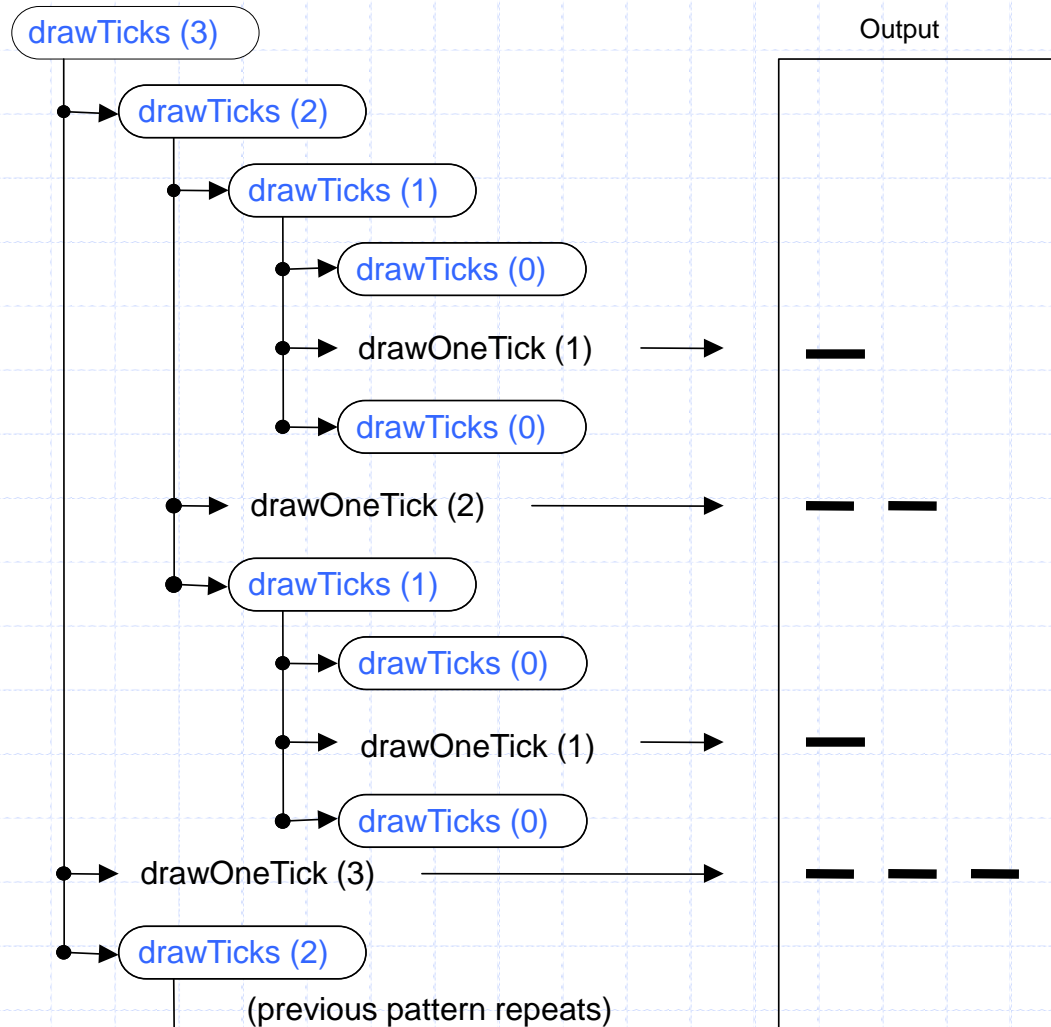 drawTicks (3)
Output
drawTicks (2)
drawTicks (1)
drawTicks (0)
drawOneTick (1)
drawTicks (0)
drawOneTick (2)
drawTicks (1)
drawTicks (0)
drawOneTick (1)
drawTicks (0)
drawOneTick (3)
drawTicks (2)
(previous pattern repeats)